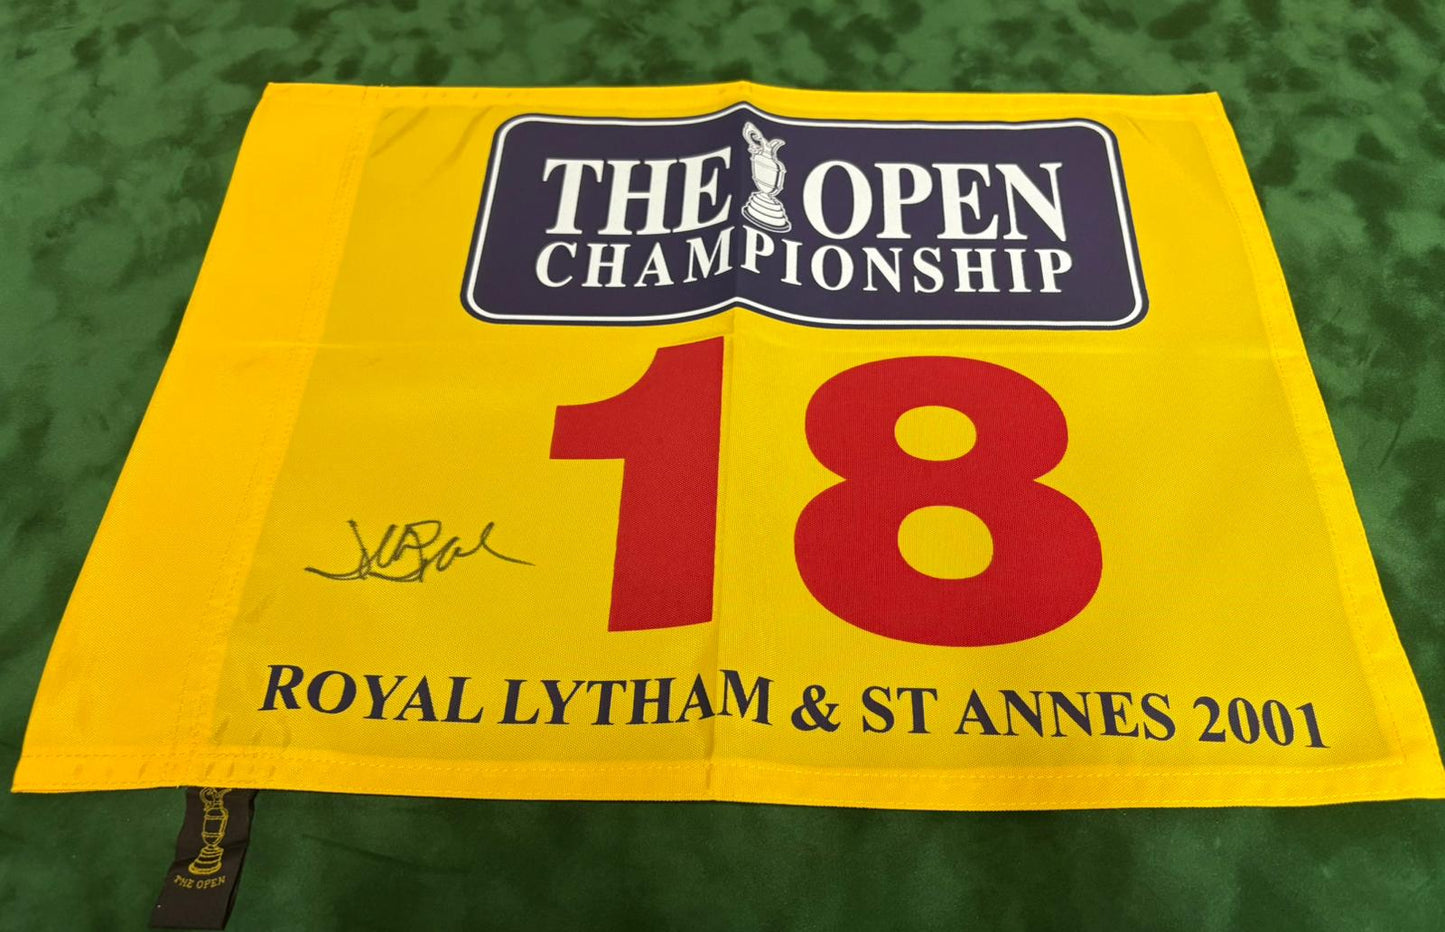 THE OPEN
CHAMPIONSHIP
18
ROYAL LYTHAM & ST ANNES 2001
THE OPEN